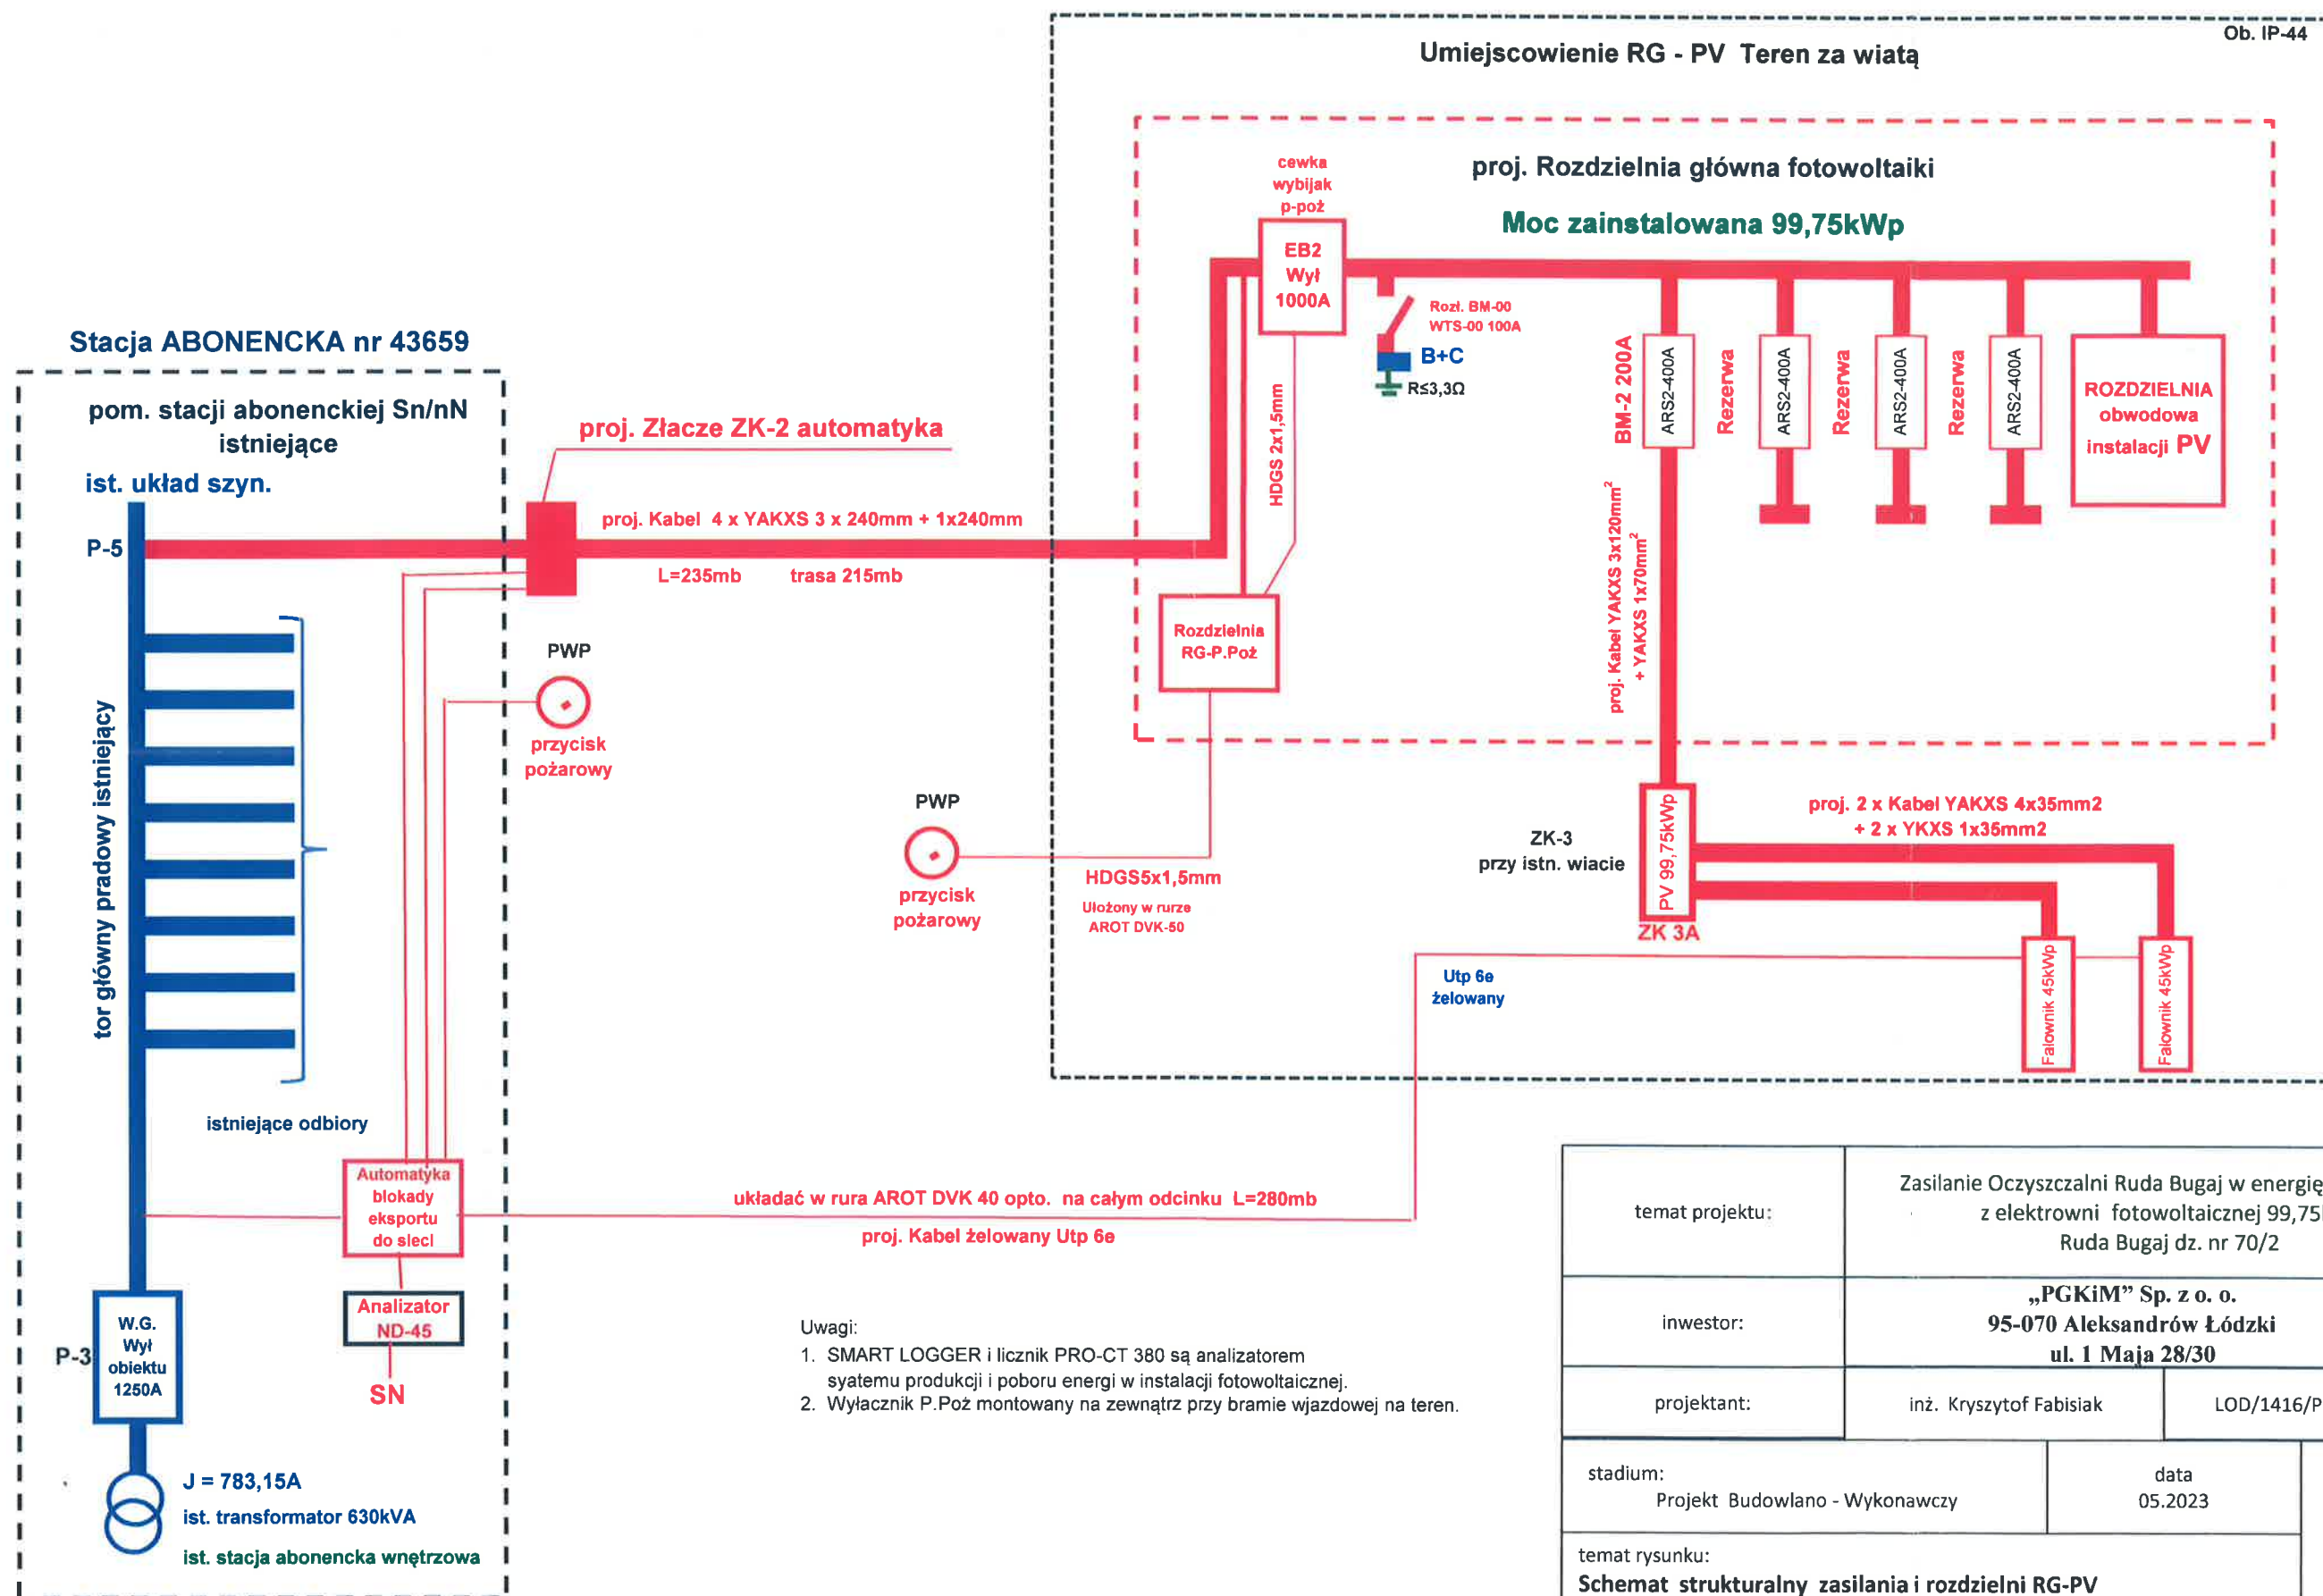 Ob. IP-44
Umiejscowienie RG - PV Teren za wiatą
cewka
wybijak
p-poż
proj. Rozdzielnia główna fotowoltaiki
Moc zainstalowana 99,75kWp
EB2
Wył
1000A
Rozł. BM-00
WTS-00 100A
B+C
R≤3,3Ω
HDGS 2x1,5mm
BM-2 200A
ARS2-400A
Rezerwa
ARS2-400A
Rezerwa
ARS2-400A
Rezerwa
ARS2-400A
ROZDZIELNIA
obwodowa
instalacji PV
Stacja ABONENCKA nr 43659
pom. stacji abonenckiej Sn/nN
istniejące
ist. układ szyn.
P-5
proj. Złacze ZK-2 automatyka
proj. Kabel 4 x YAKXS 3 x 240mm + 1x240mm
L=235mb trasa 215mb
proj. Kabel YAKXS 3x120mm²
+ YAKXS 1x70mm²
Rozdzielnia
RG-P.Poż
PWP
przycisk
pożarowy
tor główny pradowy istniejący
PWP
przycisk
pożarowy
HDGS5x1,5mm
Ułożony w rurze
AROT DVK-50
ZK-3
przy istn. wiacie
PV 99,75kWp
ZK 3A
proj. 2 x Kabel YAKXS 4x35mm2
+ 2 x YKXS 1x35mm2
Utp 6e
żelowany
Falownik 45kWp
Falownik 45kWp
istniejące odbiory
Automatyka
blokady
eksportu
do sieci
układać w rura AROT DVK 40 opto. na całym odcinku L=280mb
proj. Kabel żelowany Utp 6e
Analizator
ND-45
SN
W.G.
Wył
obiektu
1250A
P-3
J = 783,15A
ist. transformator 630kVA
ist. stacja abonencka wnętrzowa
Uwagi:
1. SMART LOGGER i licznik PRO-CT 380 są analizatorem
syatemu produkcji i poboru energi w instalacji fotowoltaicznej.
2. Wyłacznik P.Poż montowany na zewnątrz przy bramie wjazdowej na teren.
temat projektu:
Zasilanie Oczyszczalni Ruda Bugaj w energię
z elektrowni fotowoltaicznej 99,75
Ruda Bugaj dz. nr 70/2
inwestor:
„PGKiM” Sp. z o. o.
95-070 Aleksandrów Łódzki
ul. 1 Maja 28/30
projektant:
inż. Kryszytof Fabisiak
LOD/1416/P
stadium:
Projekt Budowlano - Wykonawczy
data
05.2023
temat rysunku:
Schemat strukturalny zasilania i rozdzielni RG-PV